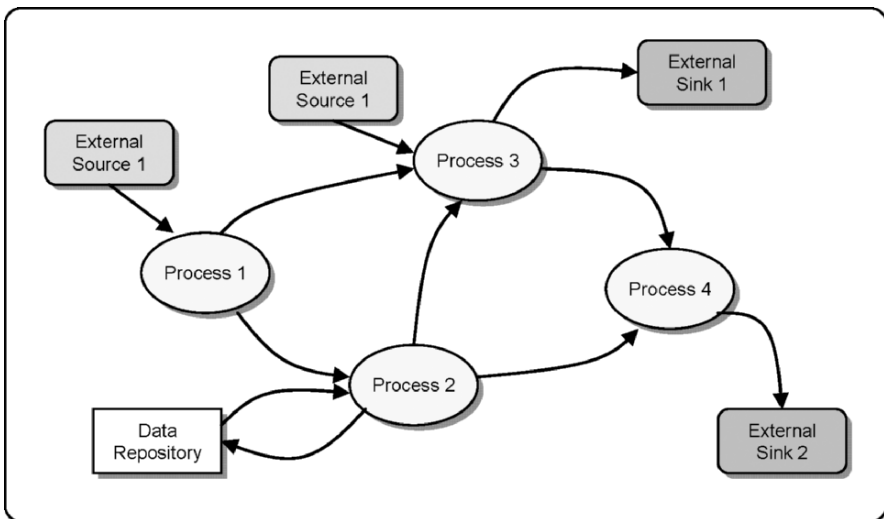 External
Sink 1
External
Source 1
External
Source 1
Process 3
Process 1
Process 4
Process 2
Data
Repository
External
Sink 2